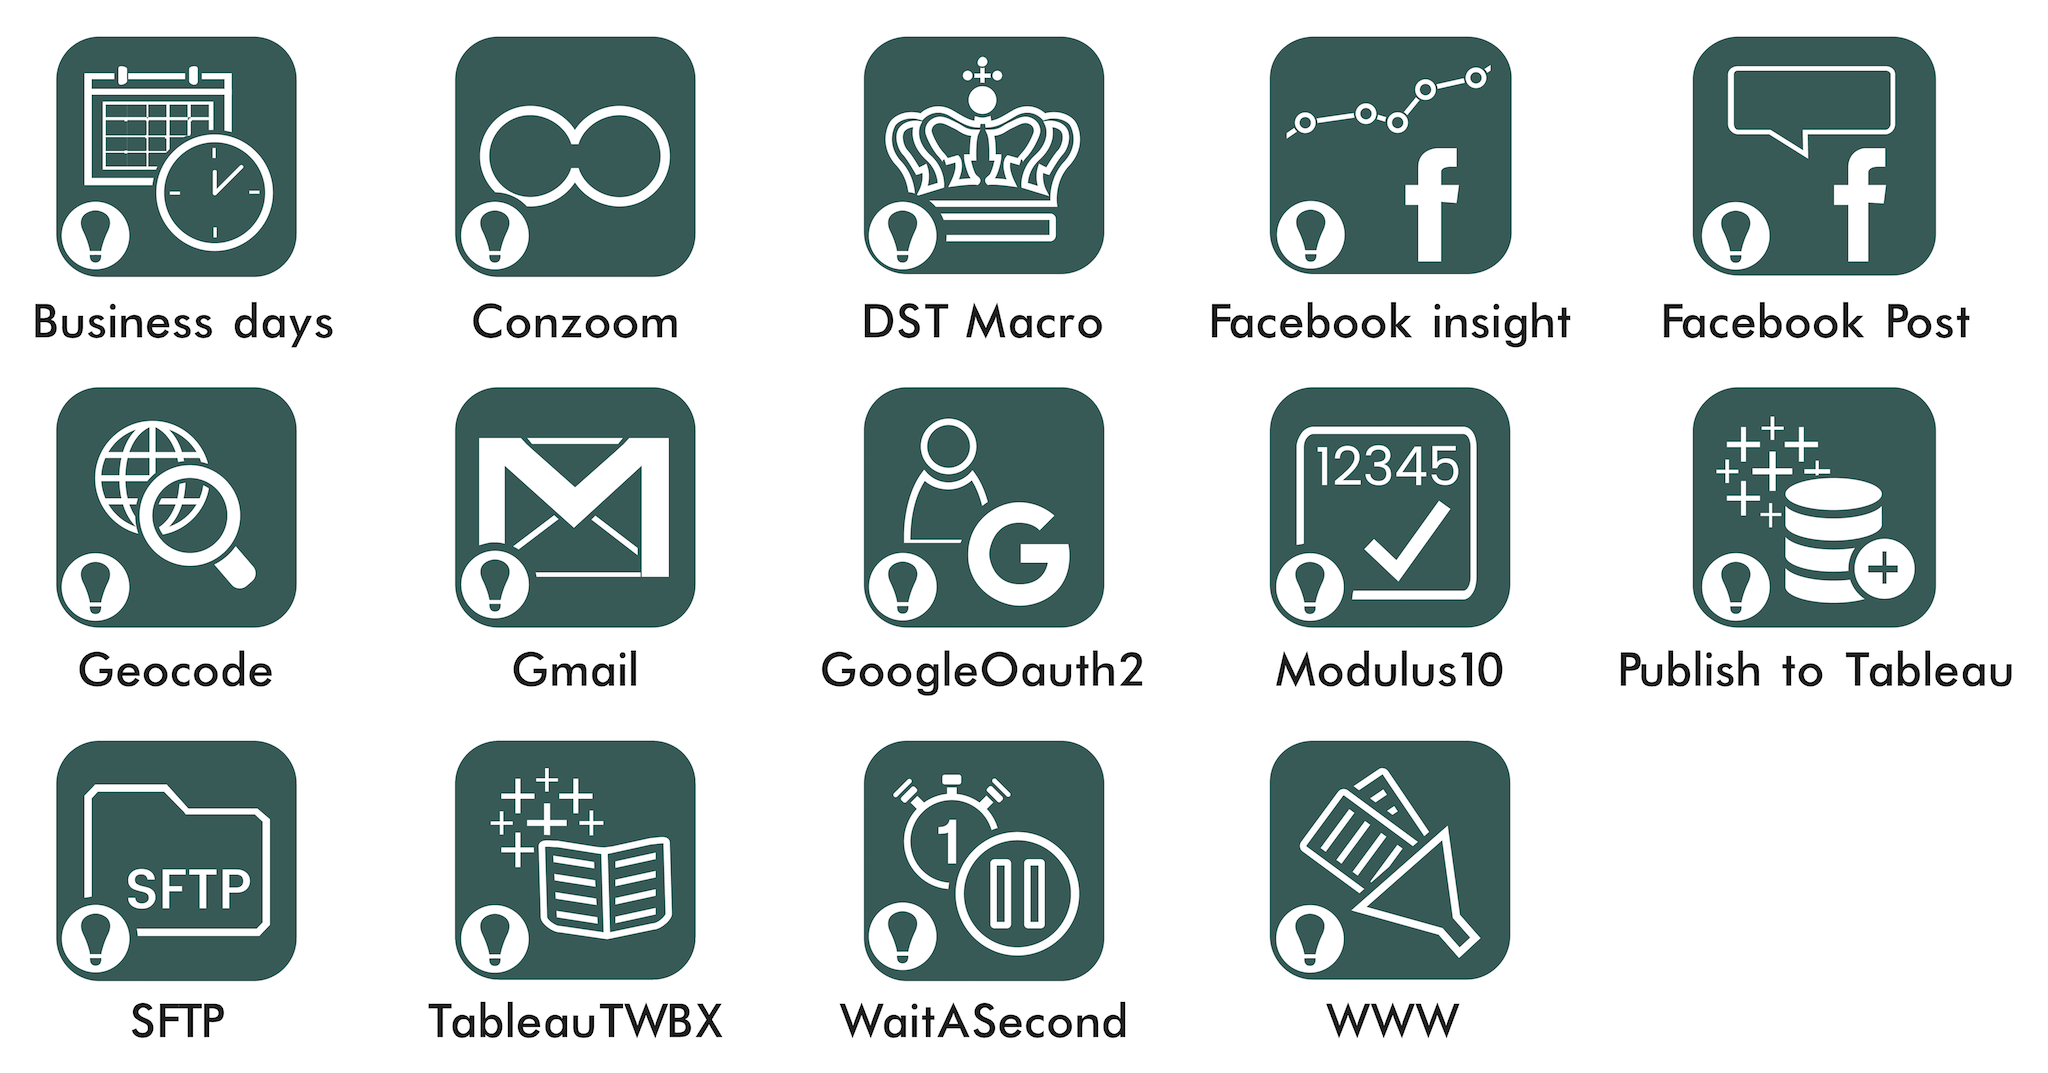 Business days
Conzoom
DST Macro
Facebook insight
Facebook Post
12345
Geocode
Gmail
G
GoogleOauth2
Modulus10
Publish to Tableau
SFTP
1
SFTP
TableauTWBX
WaitASecond
WWW